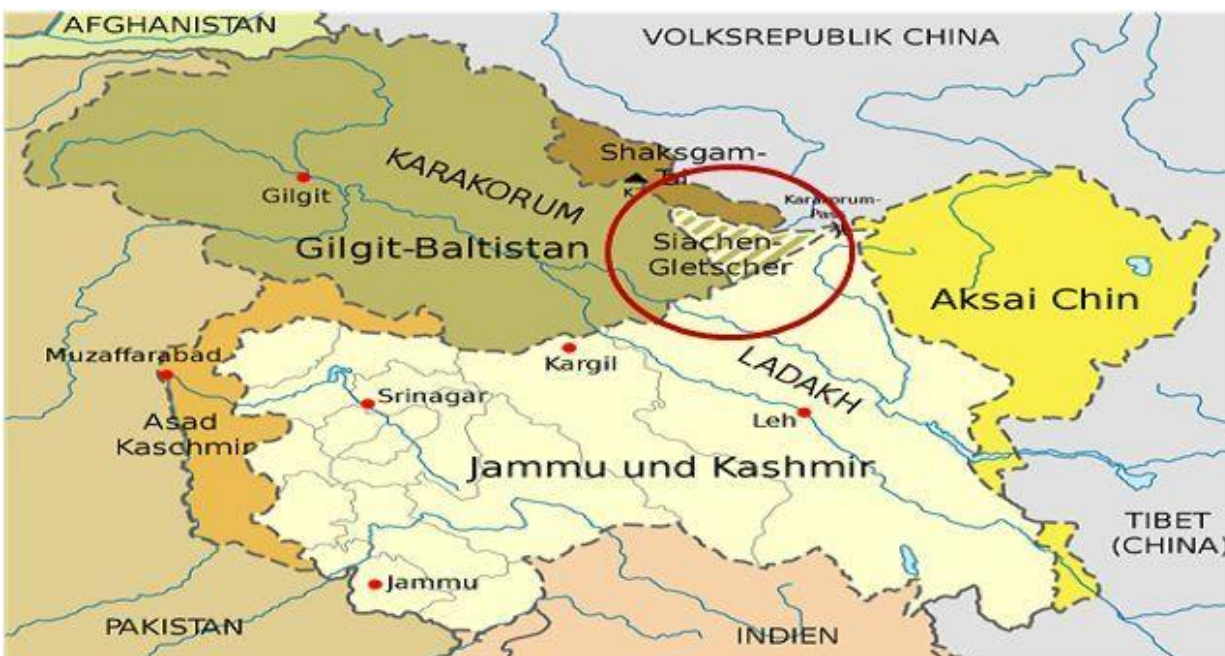 AFGHANISTAN
VOLKSREPUBLIK CHINA
Shaksgam-
Tal
KARAKORUM
Karakorum-
Pass
Gilgit
Gilgit-Baltistan
Siachen-
Gletscher
Aksai Chin
Muzaffarabad
Kargil
LADAKH
Srinagar
Leh
Asad
Kaschmir
Jammu und Kashmir
TIBET
(CHINA)
Jammu
PAKISTAN
INDIEN